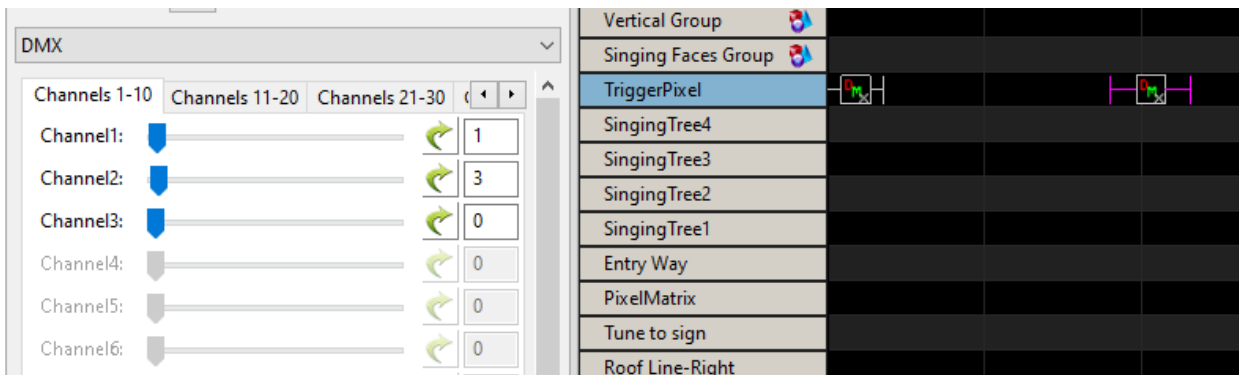 DMX
Channels 1-10 Channels 11-20 Channels 21-30
Channel1: 1
Channel2: 3
Channel3: 0
Channel4: 0
Channel5: 0
Channel6: 0
Vertical Group
Singing Faces Group
TriggerPixel DMX DMX
SingingTree4
SingingTree3
SingingTree2
SingingTree1
Entry Way
PixelMatrix
Tune to sign
Roof Line-Right